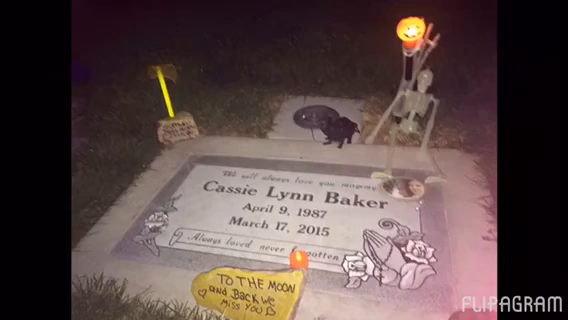 We will always love you mommy
Cassie Lynn Baker
April 9, 1987
March 17, 2015
Always loved never forgotten
TO THE MOON
and Back we
MISS YOU
FLIPAGRAM